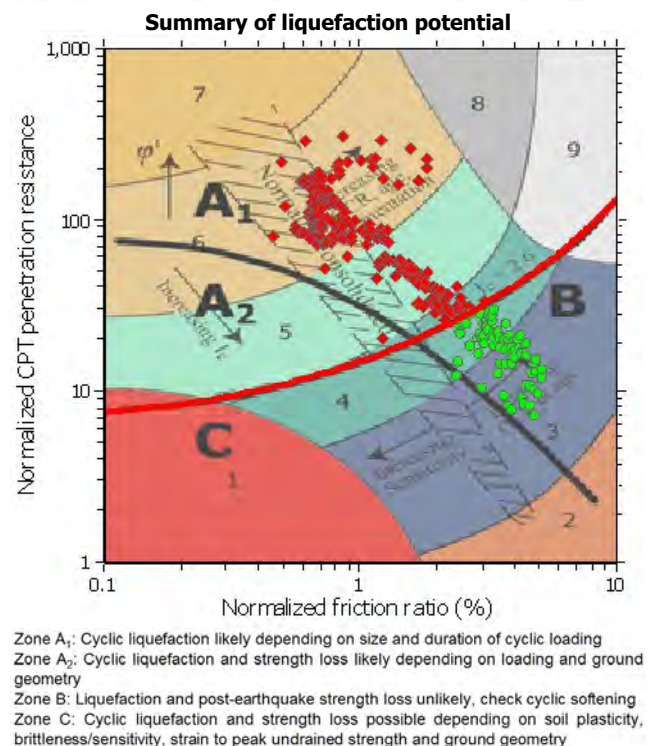 Summary of liquefaction potential
1,000
7
8
9
φ'
Normalized CPT penetration resistance
A1
100
6
A2
Increasing Ic
5
2.6
B
10
4
C
1
3
2
1
0.1
1
10
Normalized friction ratio (%)
Zone A1: Cyclic liquefaction likely depending on size and duration of cyclic loading
Zone A2: Cyclic liquefaction and strength loss likely depending on loading and ground
geometry
Zone B: Liquefaction and post-earthquake strength loss unlikely, check cyclic softening
Zone C: Cyclic liquefaction and strength loss possible depending on soil plasticity,
brittleness/sensitivity, strain to peak undrained strength and ground geometry